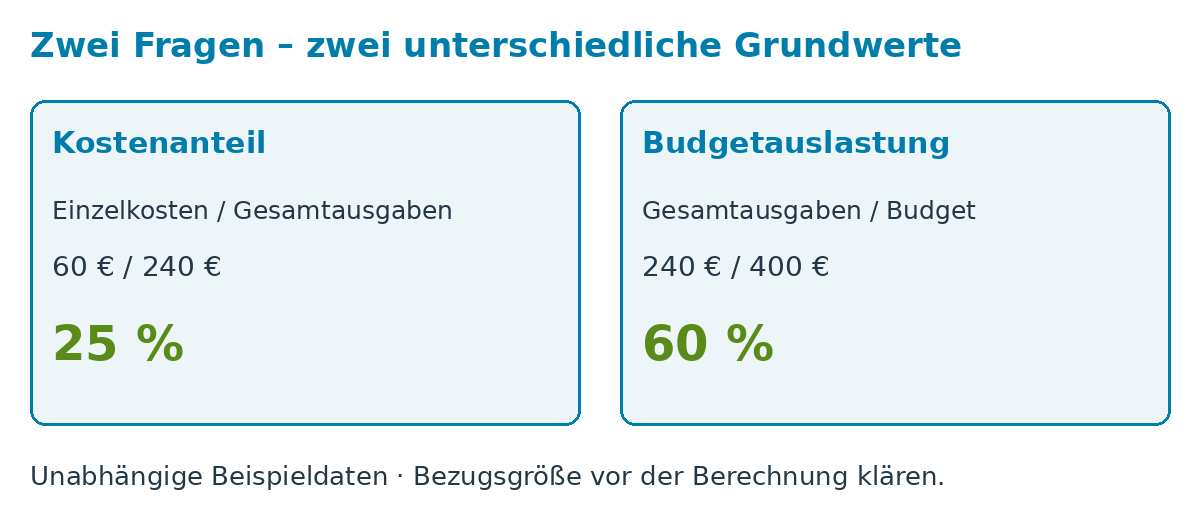 Zwei Fragen – zwei unterschiedliche Grundwerte
Kostenanteil
Einzelkosten / Gesamtausgaben
60 € / 240 €
25 %
Budgetauslastung
Gesamtausgaben / Budget
240 € / 400 €
60 %
Unabhängige Beispieldaten · Bezugsgröße vor der Berechnung klären.